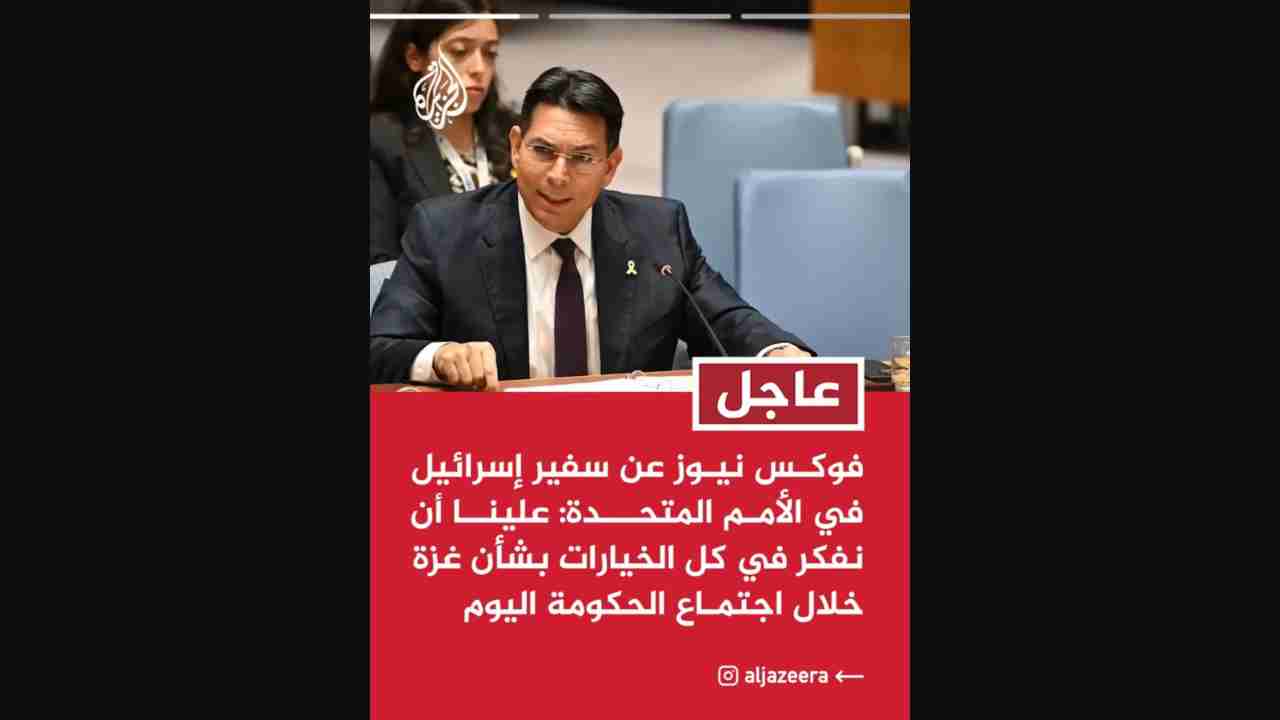 الجزيرة
عاجل
فوكس نيوز عن سفير إسرائيل
في الأمم المتحدة: علينا أن
نفكر في كل الخيارات بشأن غزة
خلال اجتماع الحكومة اليوم
aljazeera